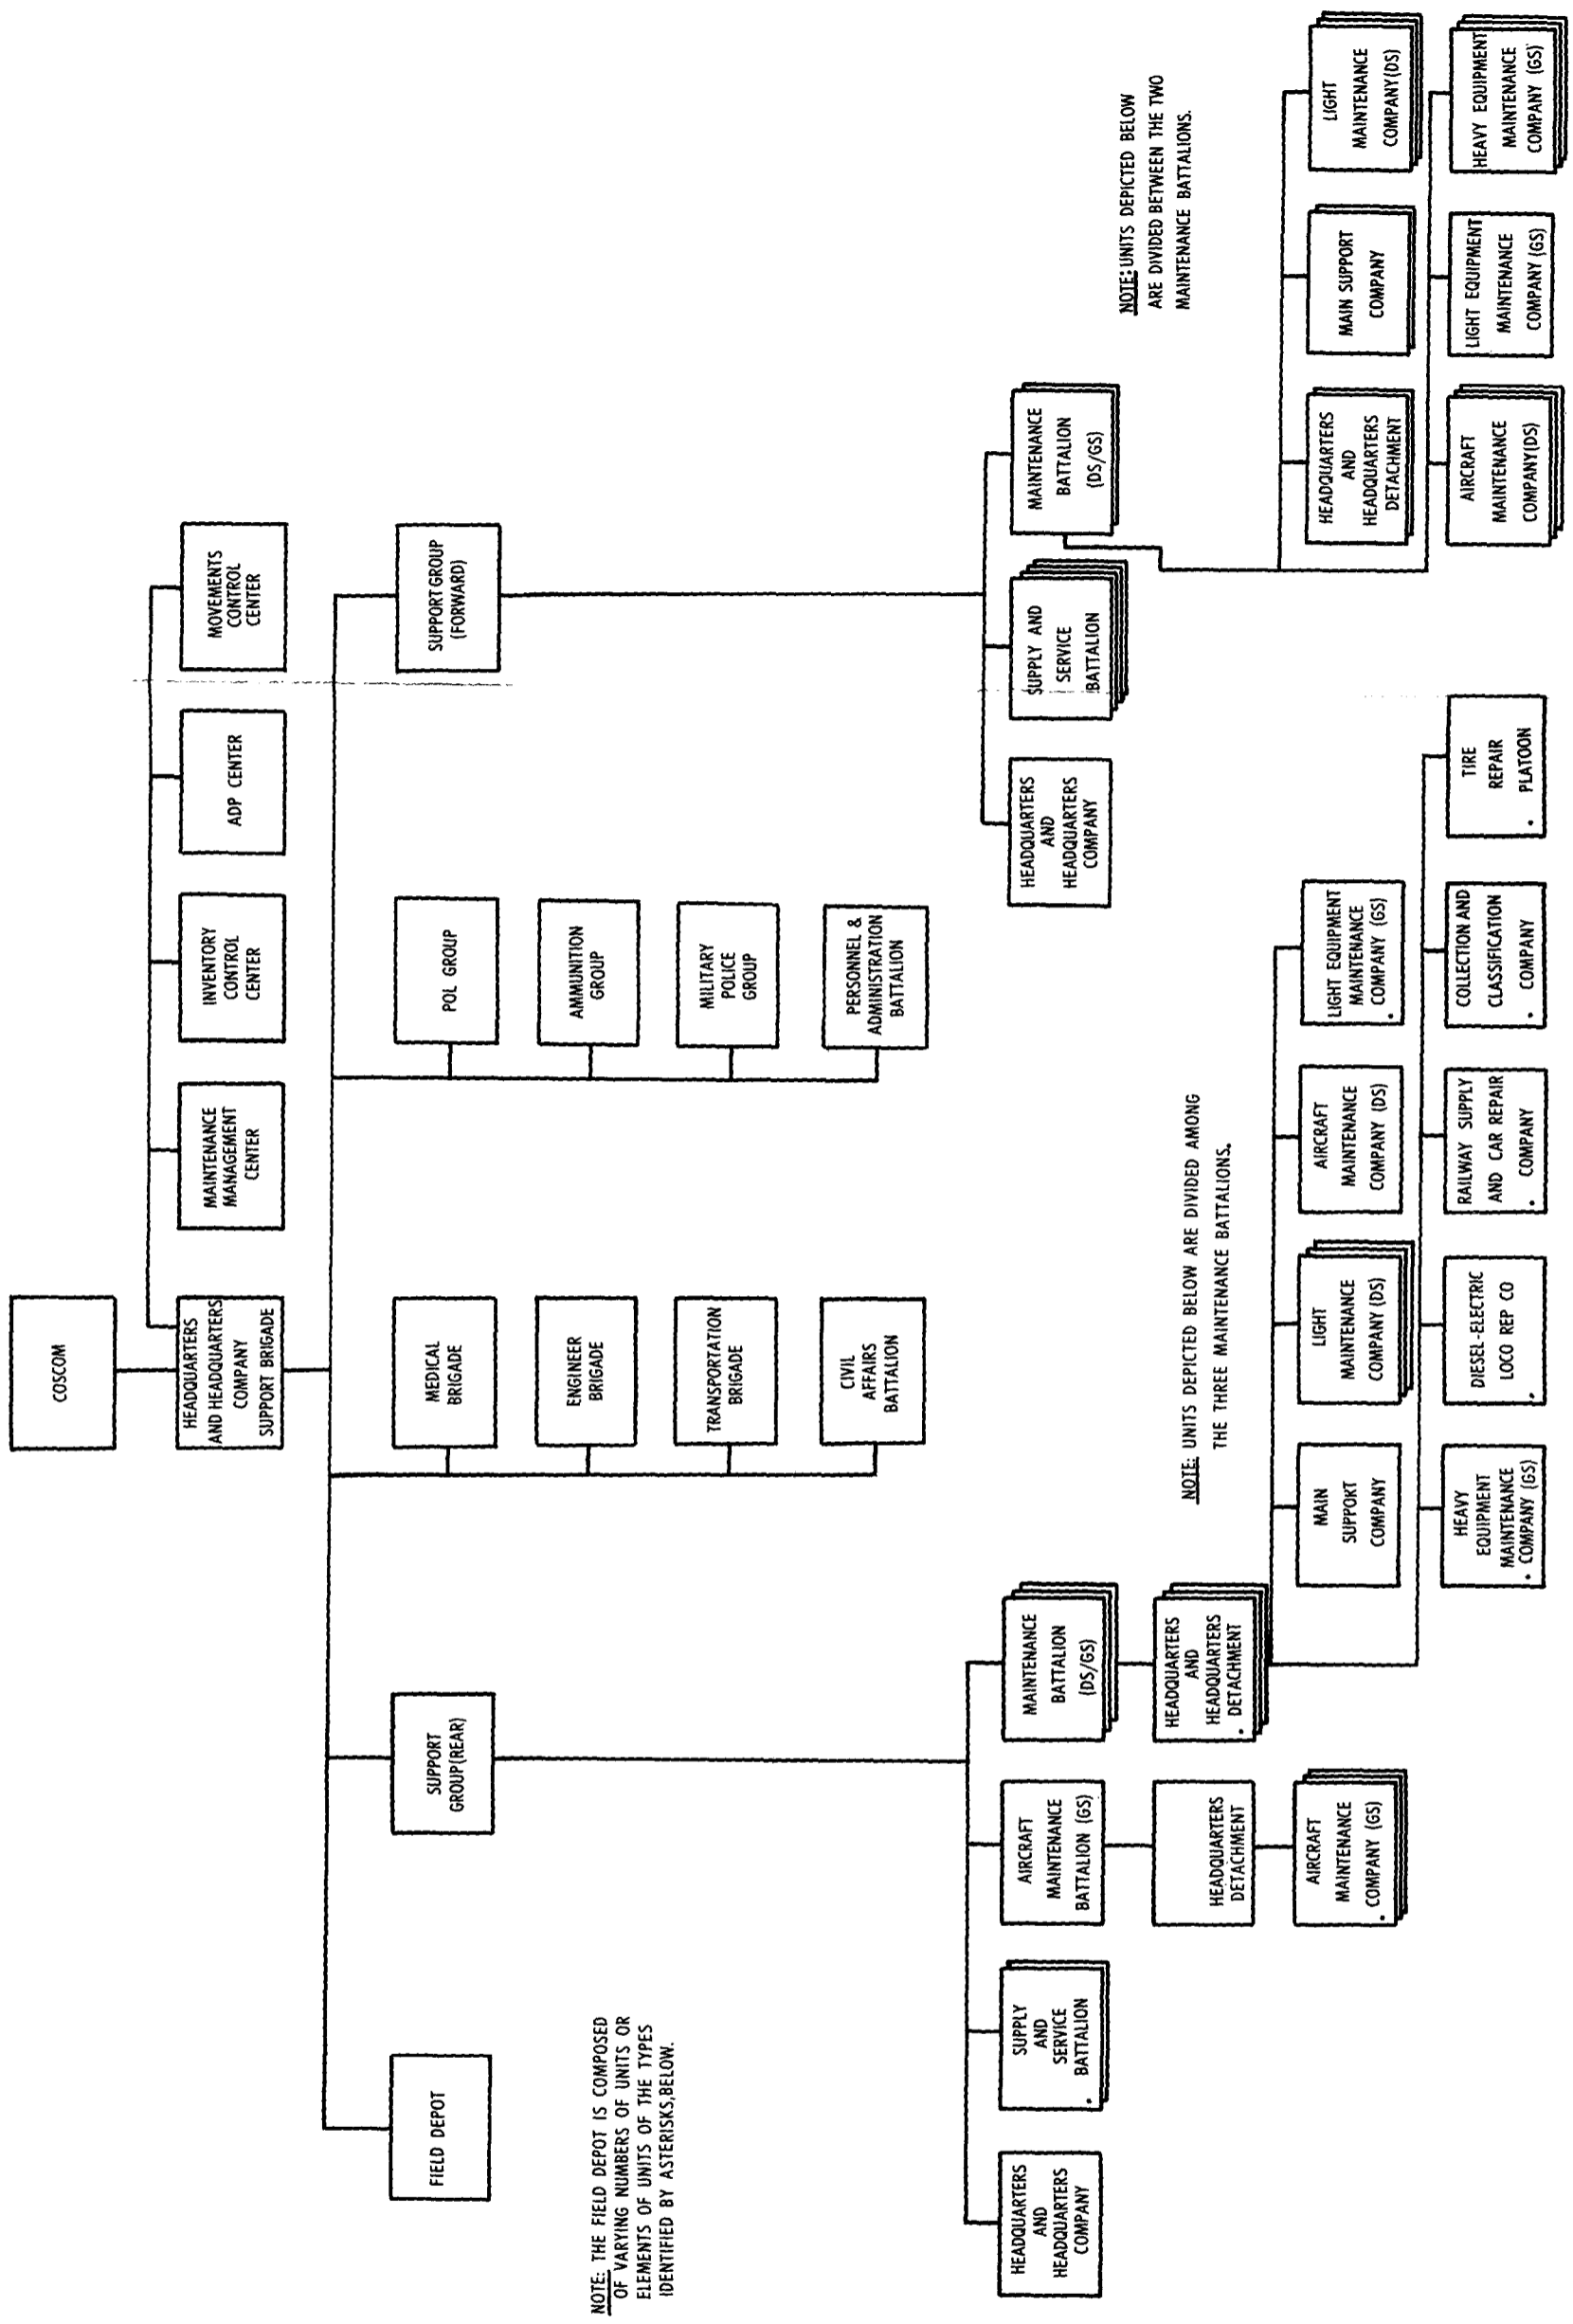 COSCOM
HEADQUARTERS
AND HEADQUARTERS
COMPANY
SUPPORT BRIGADE
MAINTENANCE
MANAGEMENT
CENTER
INVENTORY
CONTROL
CENTER
ADP CENTER
MOVEMENTS
CONTROL
CENTER
FIELD DEPOT
SUPPORT
GROUP(REAR)
MEDICAL
BRIGADE
ENGINEER
BRIGADE
TRANSPORTATION
BRIGADE
CIVIL
AFFAIRS
BATTALION
POL GROUP
AMMUNITION
GROUP
MILITARY
POLICE
GROUP
PERSONNEL &
ADMINISTRATION
BATTALION
SUPPORT GROUP
(FORWARD)
NOTE: THE FIELD DEPOT IS COMPOSED
OF VARYING NUMBERS OF UNITS OR
ELEMENTS OF UNITS OF THE TYPES
IDENTIFIED BY ASTERISKS,BELOW.
HEADQUARTERS
AND
HEADQUARTERS
COMPANY
SUPPLY
AND
SERVICE
BATTALION
•
AIRCRAFT
MAINTENANCE
BATTALION (GS)
HEADQUARTERS
DETACHMENT
AIRCRAFT
MAINTENANCE
COMPANY (GS)
•
MAINTENANCE
BATTALION
(DS/GS)
HEADQUARTERS
AND
HEADQUARTERS
• DETACHMENT
NOTE: UNITS DEPICTED BELOW ARE DIVIDED AMONG
THE THREE MAINTENANCE BATTALIONS.
MAIN
SUPPORT
COMPANY
LIGHT
MAINTENANCE
COMPANY (DS)
AIRCRAFT
MAINTENANCE
COMPANY (DS)
LIGHT EQUIPMENT
MAINTENANCE
COMPANY (GS)
•
HEAVY
EQUIPMENT
MAINTENANCE
• COMPANY (GS)
DIESEL-ELECTRIC
LOCO REP CO
•
RAILWAY SUPPLY
AND CAR REPAIR
• COMPANY
COLLECTION AND
CLASSIFICATION
• COMPANY
TIRE
REPAIR
• PLATOON
HEADQUARTERS
AND
HEADQUARTERS
COMPANY
SUPPLY AND
SERVICE
BATTALION
MAINTENANCE
BATTALION
(DS/GS)
NOTE: UNITS DEPICTED BELOW
ARE DIVIDED BETWEEN THE TWO
MAINTENANCE BATTALIONS.
HEADQUARTERS
AND
HEADQUARTERS
DETACHMENT
MAIN SUPPORT
COMPANY
LIGHT
MAINTENANCE
COMPANY(DS)
AIRCRAFT
MAINTENANCE
COMPANY(DS)
LIGHT EQUIPMENT
MAINTENANCE
COMPANY (GS)
HEAVY EQUIPMENT
MAINTENANCE
COMPANY (GS)